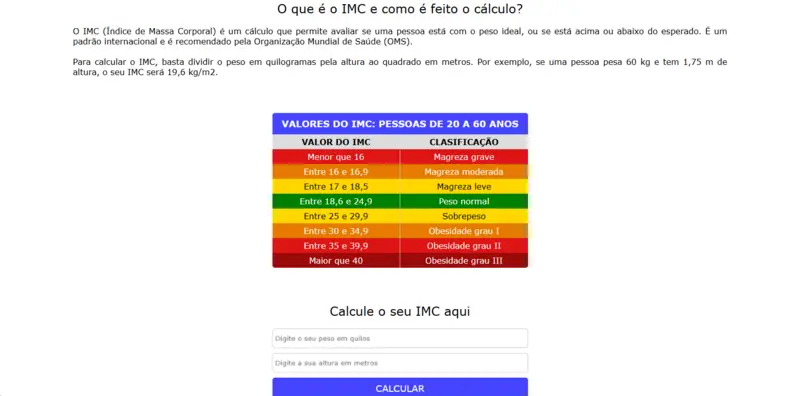 O que é o IMC e como é feito o cálculo?
O IMC (Índice de Massa Corporal) é um cálculo que permite avaliar se uma pessoa está com o peso ideal, ou se está acima ou abaixo do esperado. É um
padrão internacional e é recomendado pela Organização Mundial de Saúde (OMS).
Para calcular o IMC, basta dividir o peso em quilogramas pela altura ao quadrado em metros. Por exemplo, se uma pessoa pesa 60 kg e tem 1,75 m de
altura, o seu IMC será 19,6 kg/m2.
VALORES DO IMC: PESSOAS DE 20 A 60 ANOS
VALOR DO IMC CLASIFICAÇÃO
Menor que 16 Magreza grave
Entre 16 e 16,9 Magreza moderada
Entre 17 e 18,5 Magreza leve
Entre 18,6 e 24,9 Peso normal
Entre 25 e 29,9 Sobrepeso
Entre 30 e 34,9 Obesidade grau I
Entre 35 e 39,9 Obesidade grau II
Maior que 40 Obesidade grau III
Calcule o seu IMC aqui
Digite o seu peso em quilos
Digite a sua altura em metros
CALCULAR